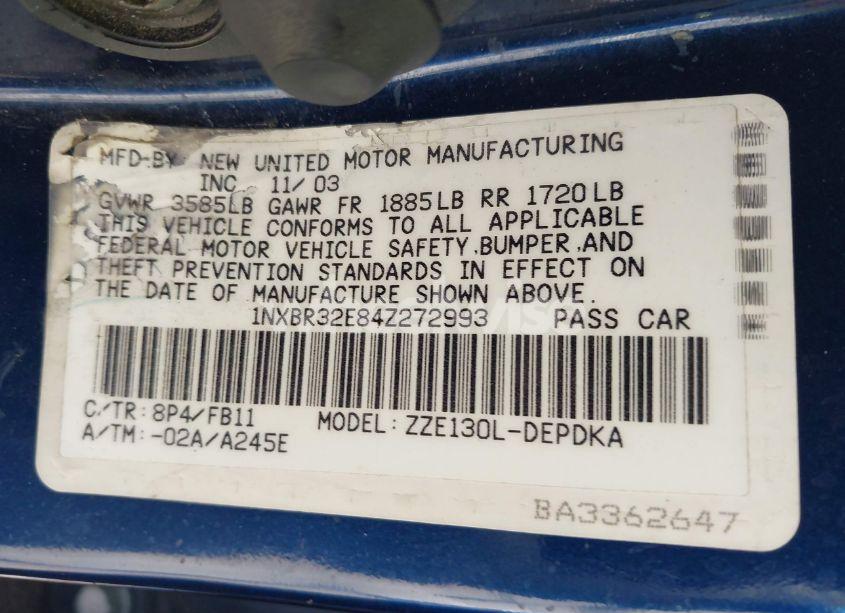 MFD-BY: NEW UNITED MOTOR MANUFACTURING
INC 11/03
GVWR 3585LB GAWR FR 1885LB RR 1720LB
THIS VEHICLE CONFORMS TO ALL APPLICABLE
FEDERAL MOTOR VEHICLE SAFETY,BUMPER,AND
THEFT PREVENTION STANDARDS IN EFFECT ON
THE DATE OF MANUFACTURE SHOWN ABOVE.
1NXBR32E84Z272993 PASS CAR
C/TR:8P4/FB11 MODEL:ZZE130L-DEPDKA
A/TM:-02A/A245E
BA3362647